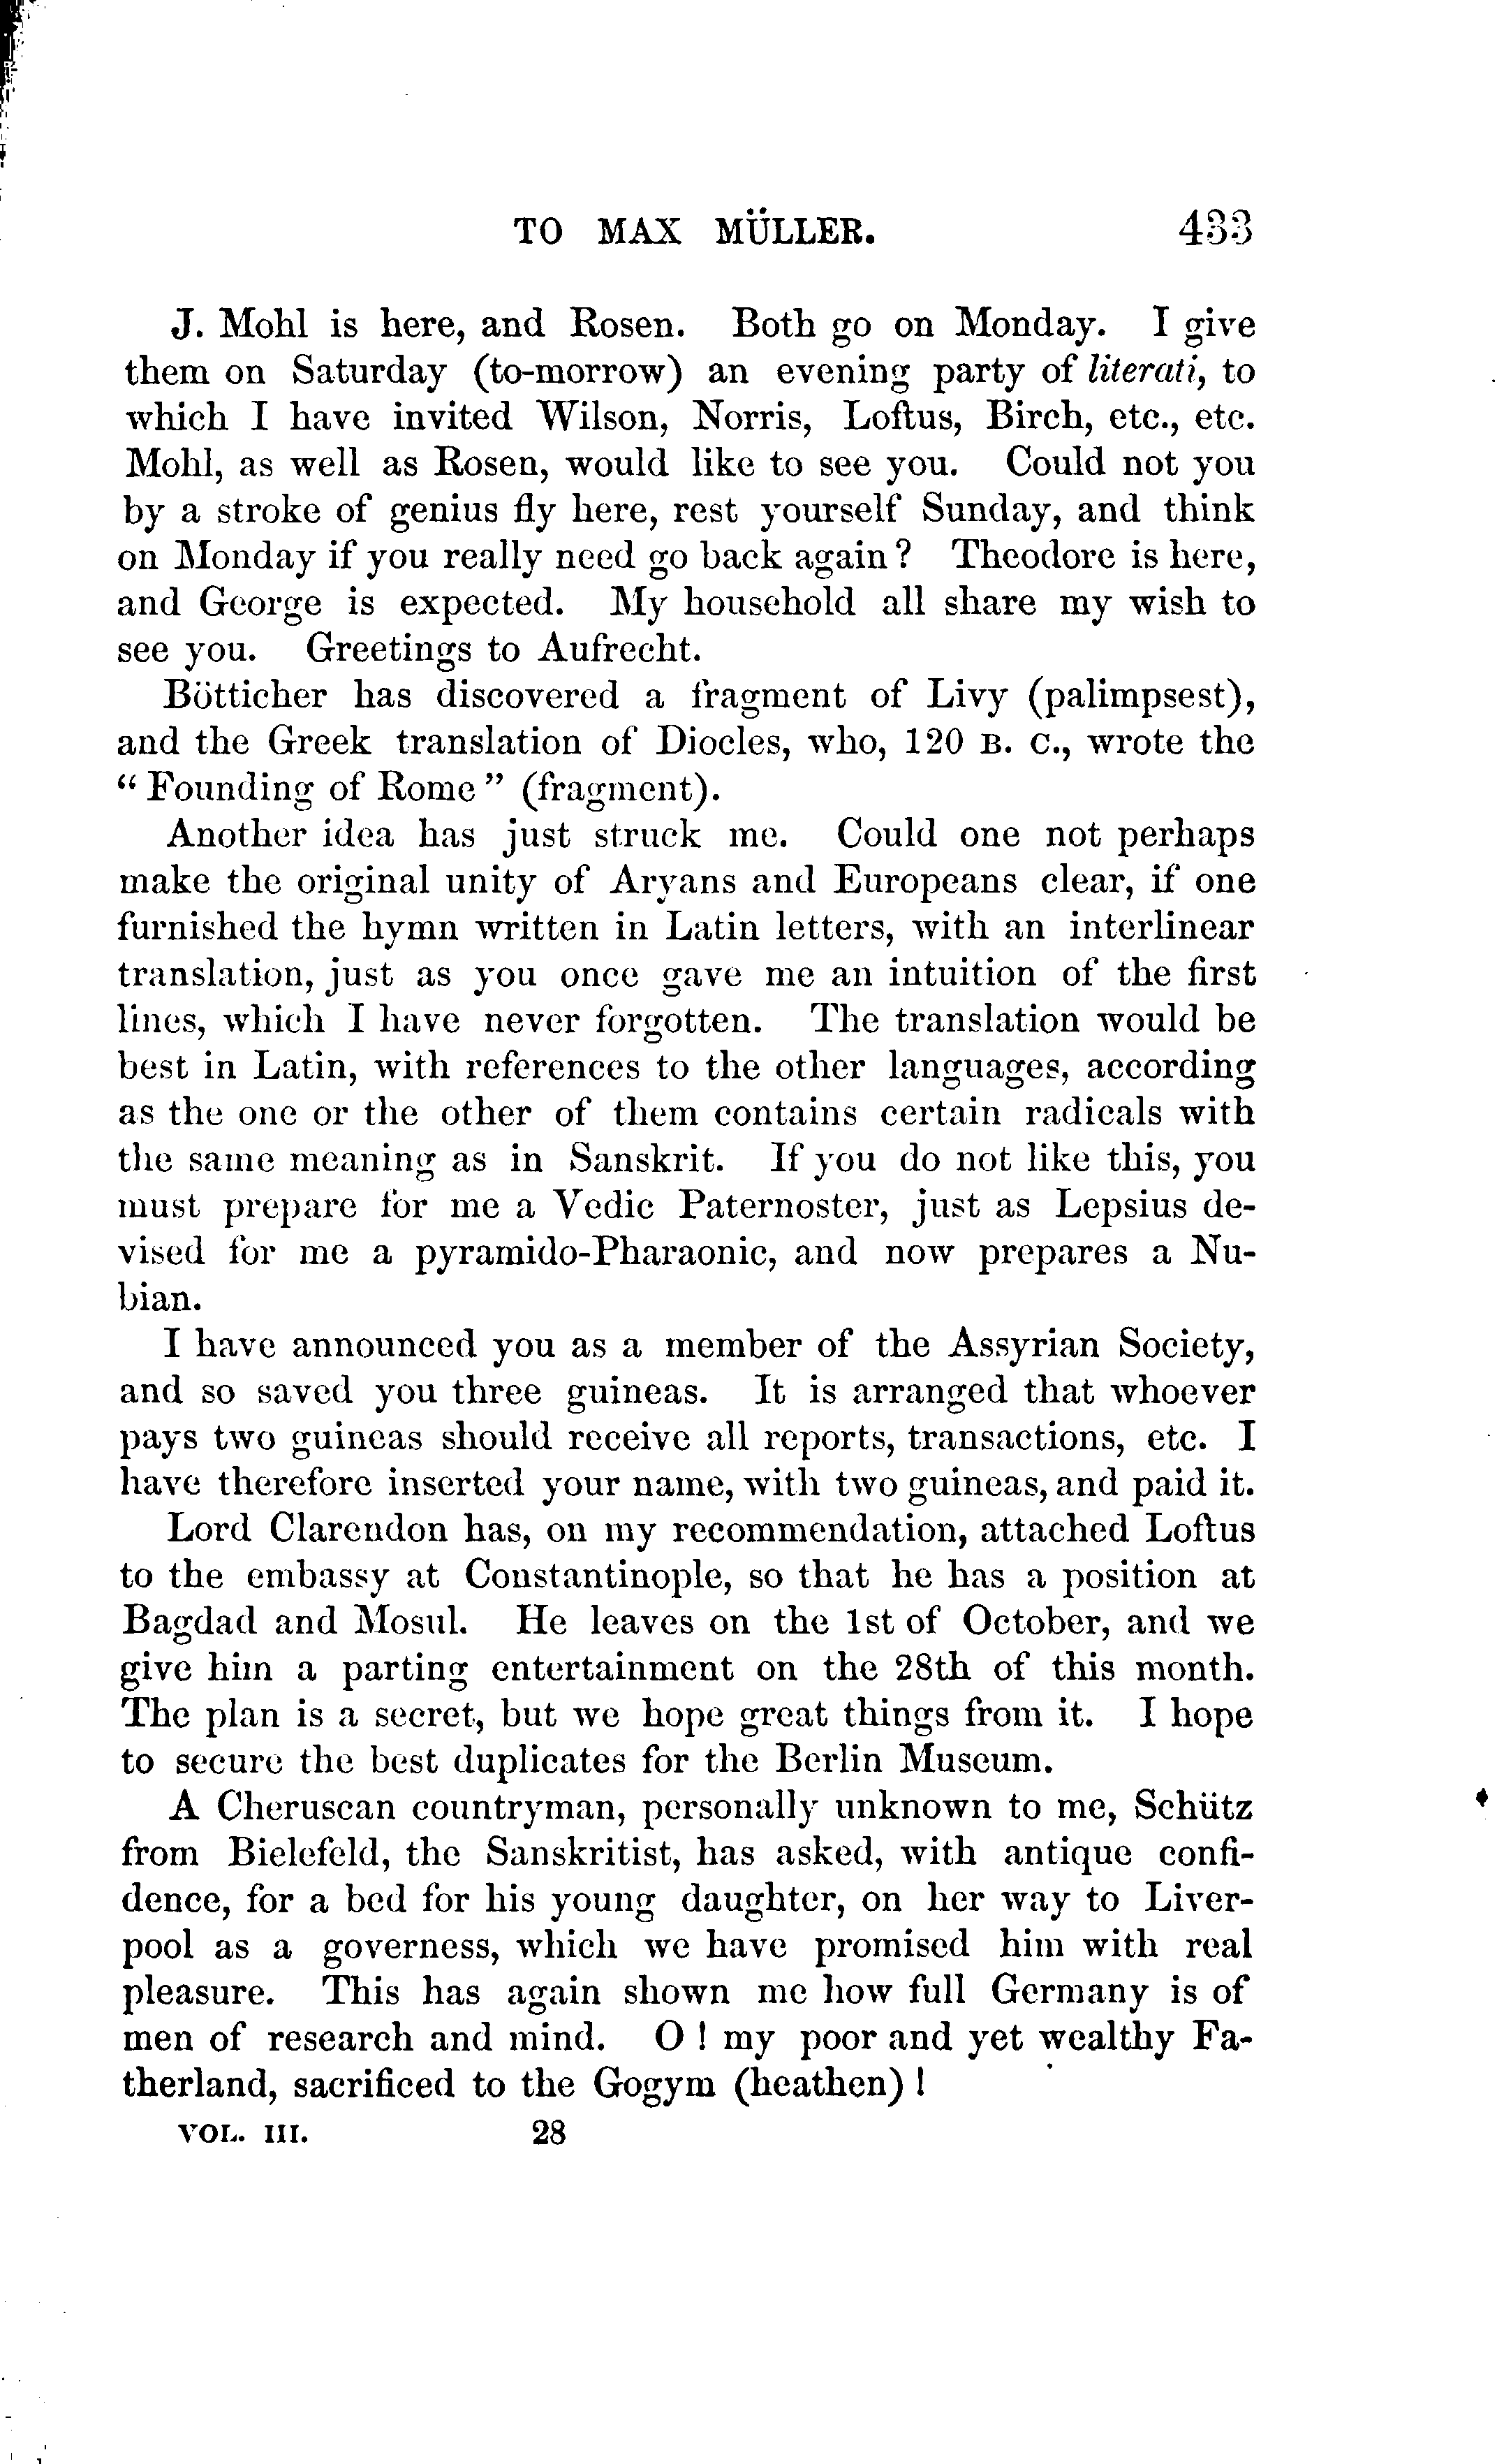 TO MAX MÜLLER. 433
J. Mohl is here, and Rosen. Both go on Monday. I give
them on Saturday (to-morrow) an evening party of literati, to
which I have invited Wilson, Norris, Loftus, Birch, etc., etc.
Mohl, as well as Rosen, would like to see you. Could not you
by a stroke of genius fly here, rest yourself Sunday, and think
on Monday if you really need go back again? Theodore is here,
and George is expected. My household all share my wish to
see you. Greetings to Aufrecht.
Bötticher has discovered a fragment of Livy (palimpsest),
and the Greek translation of Diocles, who, 120 B. C., wrote the
“Founding of Rome” (fragment).
Another idea has just struck me. Could one not perhaps
make the original unity of Aryans and Europeans clear, if one
furnished the hymn written in Latin letters, with an interlinear
translation, just as you once gave me an intuition of the first
lines, which I have never forgotten. The translation would be
best in Latin, with references to the other languages, according
as the one or the other of them contains certain radicals with
the same meaning as in Sanskrit. If you do not like this, you
must prepare for me a Vedic Paternoster, just as Lepsius de-
vised for me a pyramido-Pharaonic, and now prepares a Nu-
bian.
I have announced you as a member of the Assyrian Society,
and so saved you three guineas. It is arranged that whoever
pays two guineas should receive all reports, transactions, etc. I
have therefore inserted your name, with two guineas, and paid it.
Lord Clarendon has, on my recommendation, attached Loftus
to the embassy at Constantinople, so that he has a position at
Bagdad and Mosul. He leaves on the 1st of October, and we
give him a parting entertainment on the 28th of this month.
The plan is a secret, but we hope great things from it. I hope
to secure the best duplicates for the Berlin Museum.
A Cheruscan countryman, personally unknown to me, Schütz
from Bielefeld, the Sanskritist, has asked, with antique confi-
dence, for a bed for his young daughter, on her way to Liver-
pool as a governess, which we have promised him with real
pleasure. This has again shown me how full Germany is of
men of research and mind. O! my poor and yet wealthy Fa-
therland, sacrificed to the Gogym (heathen)!
VOL. III. 28